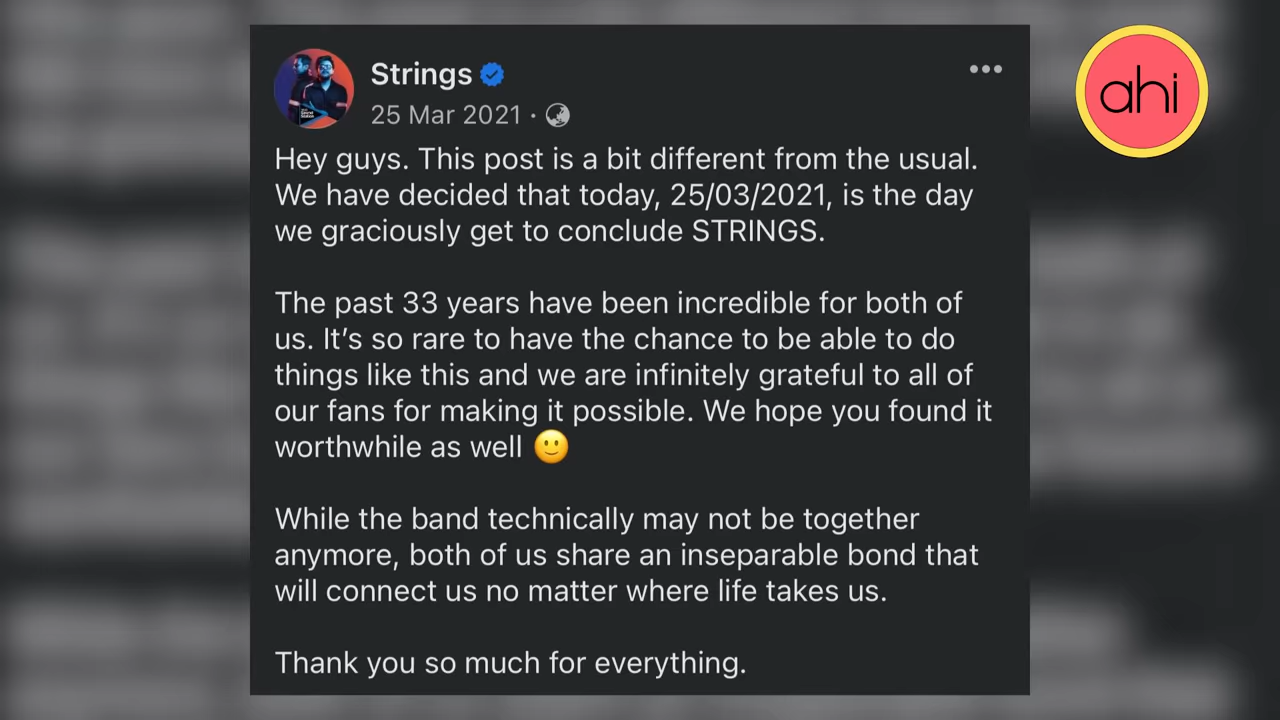 Strings
25 Mar 2021 ·
Hey guys. This post is a bit different from the usual.
We have decided that today, 25/03/2021, is the day
we graciously get to conclude STRINGS.
The past 33 years have been incredible for both of
us. It’s so rare to have the chance to be able to do
things like this and we are infinitely grateful to all of
our fans for making it possible. We hope you found it
worthwhile as well 🙂
While the band technically may not be together
anymore, both of us share an inseparable bond that
will connect us no matter where life takes us.
Thank you so much for everything.
ahi